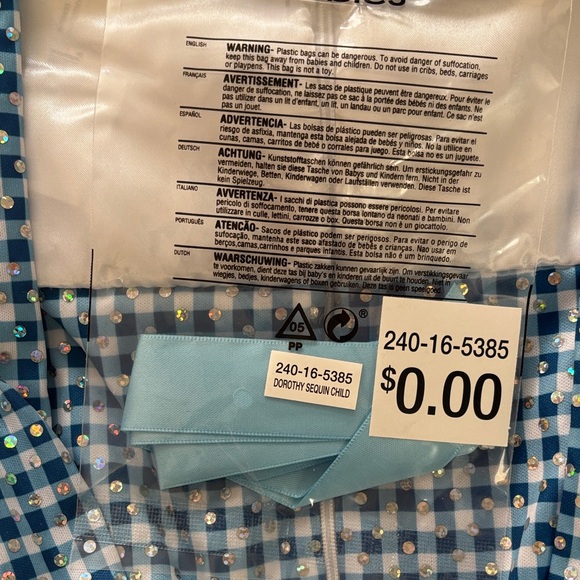 ENGLISH
WARNING- Plastic bags can be dangerous. To avoid danger of suffocation,
keep this bag away from babies and children. Do not use in cribs, beds, carriages
or playpens. This bag is not a toy.
FRANÇAIS
AVERTISSEMENT- Les sacs de plastique peuvent être dangereux. Pour éviter le
danger de suffocation, ne laissez pas ce sac à la portée des bébés ni des enfants. Ne
pas utiliser dans un lit d'enfant, un lit, un landau ou un parc pour enfant. Ce sac n'est
pas un jouet.
ESPAÑOL
ADVERTENCIA- Las bolsas de plástico pueden ser peligrosas. Para evitar el
riesgo de asfixia, mantenga esta bolsa alejada de bebés y niños. No la utilice en
cunas, camas, carritos de bebé o corrales para juego. Esta bolsa no es un juguete.
DEUTSCH
ACHTUNG- Kunststofftaschen können gefährlich sein. Um Erstickungsgefahr zu
vermeiden, halten sie diese Tasche von Babys und Kindern fern. Nicht in der
Kinderwiege, Betten, Kinderwagen oder Laufställen verwenden. Diese Tasche ist
kein Spielzeug.
ITALIANO
AVVERTENZA- I sacchi di plastica possono essere pericolosi. Per evitare
pericolo di soffocamento, tenere questa borsa lontano da neonati e bambini. Non
utilizzare in culle, lettini, carrozze o box. Questa borsa non è un giocattolo.
PORTUGUÊS
ATENCÃO- Sacos de plástico podem ser perigosos. Para evitar o perigo de
sufocação, mantenha este saco afastado de bebês e crianças. Não usar em
berços,camas,carrinhos ou chiqueirinhos. Esta bolsa não é um brinquedo.
DUTCH
WAARSCHUWING- Plastic zakken kunnen gevaarlijk zijn. Om verstikkingsgevaar
te voorkomen, dient deze tas bij baby's en kinderen uit de buurt te houden. Niet in
wiegen, bedjes, kinderwagens of boxen gebruiken. Deze tas is geen speelgoed.
05
PP
240-16-5385
DOROTHY SEQUIN CHILD
240-16-5385
$0.00